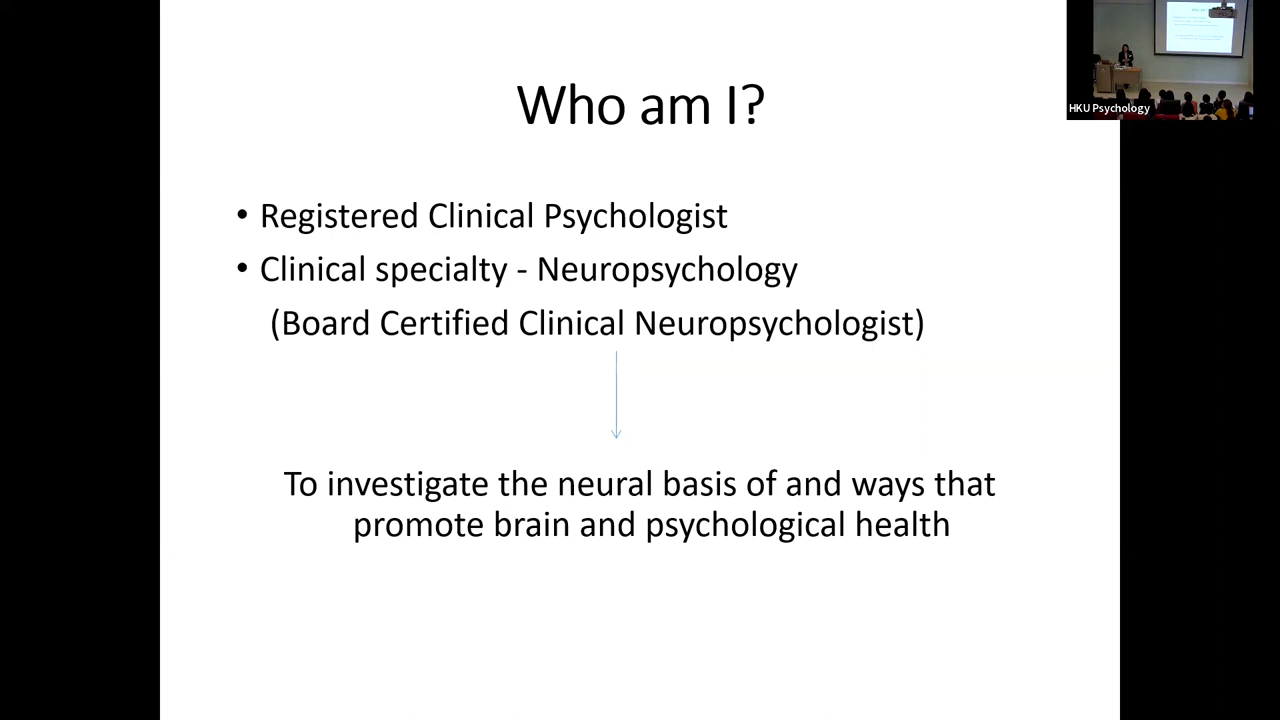 Who am I?
HKU Psychology
• Registered Clinical Psychologist
• Clinical specialty - Neuropsychology
(Board Certified Clinical Neuropsychologist)
To investigate the neural basis of and ways that
promote brain and psychological health